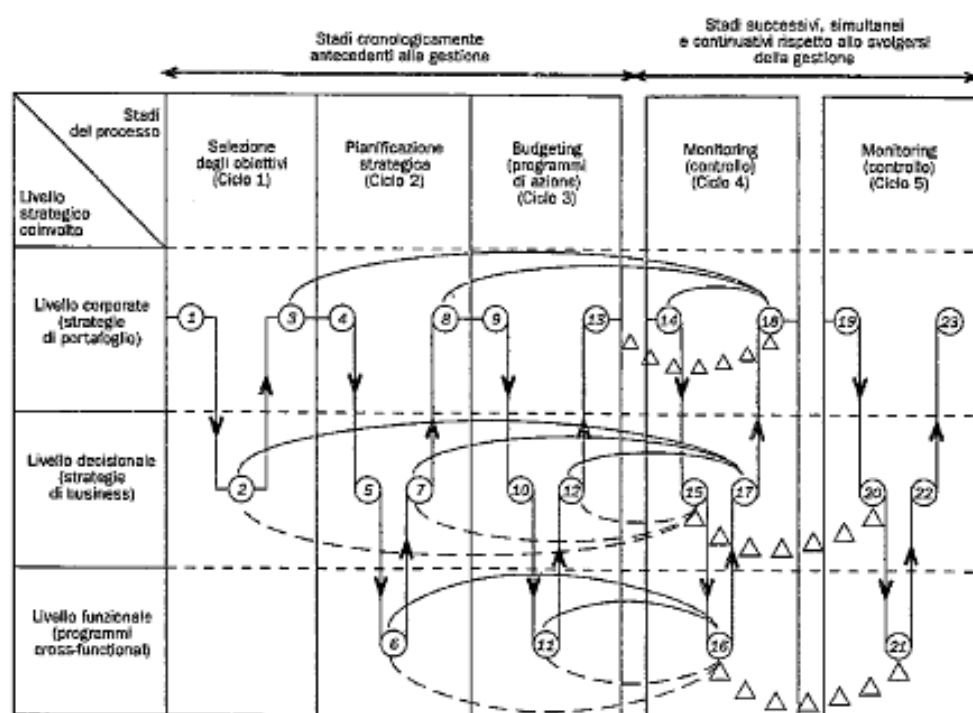 Stadi cronologicamente
antecedenti alla gestione
Stadi successivi, simultanei
e continuativi rispetto allo svolgersi
della gestione
Stadi
del processo
Livello
strategico
coinvolto
Selezione
degli obiettivi
(Ciclo 1)
Pianificazione
strategica
(Ciclo 2)
Budgeting
(programmi
di azione)
(Ciclo 3)
Monitoring
(controllo)
(Ciclo 4)
Monitoring
(controllo)
(Ciclo 5)
Livello corporate
(strategie
di portafoglio)
1
3
4
8
9
13
14
18
19
23
Livello decisionale
(strategie
di business)
2
5
7
10
12
15
17
20
22
Livello funzionale
(programmi
cross-functional)
6
11
16
21